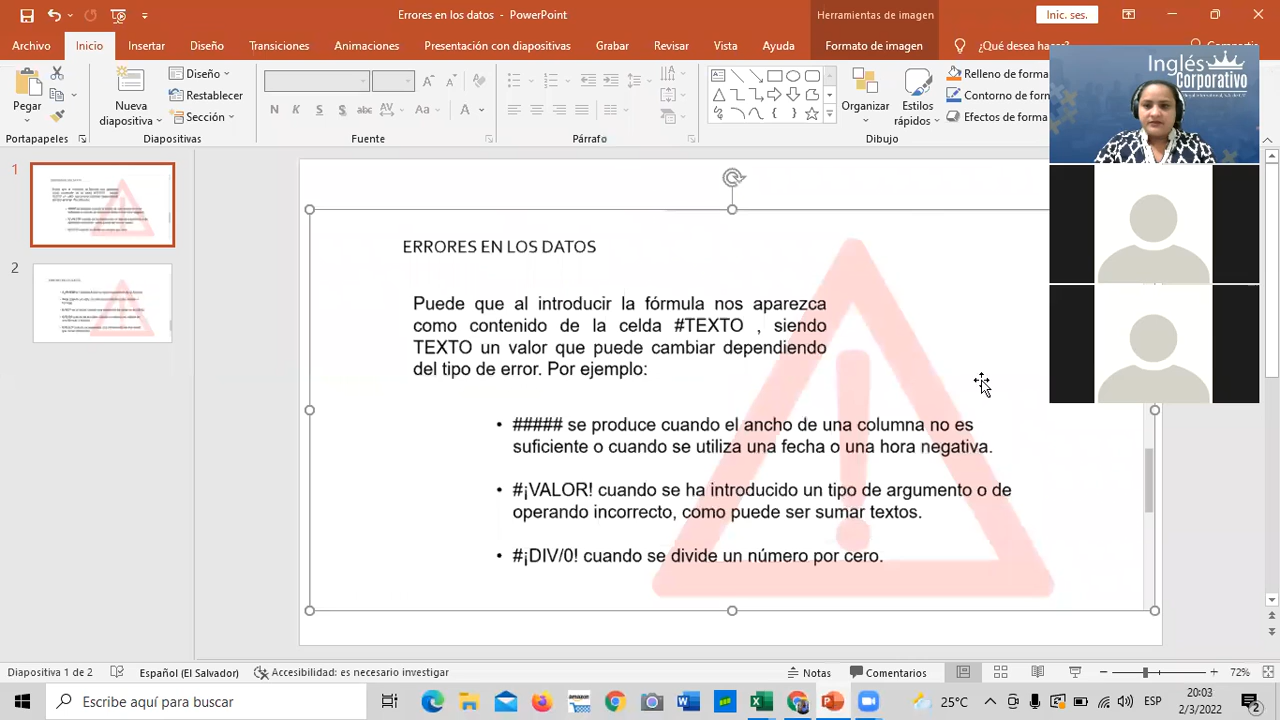 Errores en los datos - PowerPoint
Herramientas de imagen
Inic. ses.
Archivo
Inicio
Insertar
Diseño
Transiciones
Animaciones
Presentación con diapositivas
Grabar
Revisar
Vista
Ayuda
Formato de imagen
¿Qué desea hacer?
Compartir
Pegar
Nueva
diapositiva
Diseño
Restablecer
Sección
N K S S abc AV Aa A
Organizar
Estilos
rápidos
Relleno de forma
Contorno de forma
Efectos de forma
Portapapeles
Diapositivas
Fuente
Párrafo
Dibujo
Inglés
Corporativo
1
2
ERRORES EN LOS DATOS
Puede que al introducir la fórmula nos aparezca
como contenido de la celda #TEXTO , siendo
TEXTO un valor que puede cambiar dependiendo
del tipo de error. Por ejemplo:
• ##### se produce cuando el ancho de una columna no es
suficiente o cuando se utiliza una fecha o una hora negativa.
• #¡VALOR! cuando se ha introducido un tipo de argumento o de
operando incorrecto, como puede ser sumar textos.
• #¡DIV/0! cuando se divide un número por cero.
Diapositiva 1 de 2
Español (El Salvador)
Accesibilidad: es necesario investigar
Notas
Comentarios
72%
Escribe aquí para buscar
25°C
ESP
20:03
2/3/2022
2